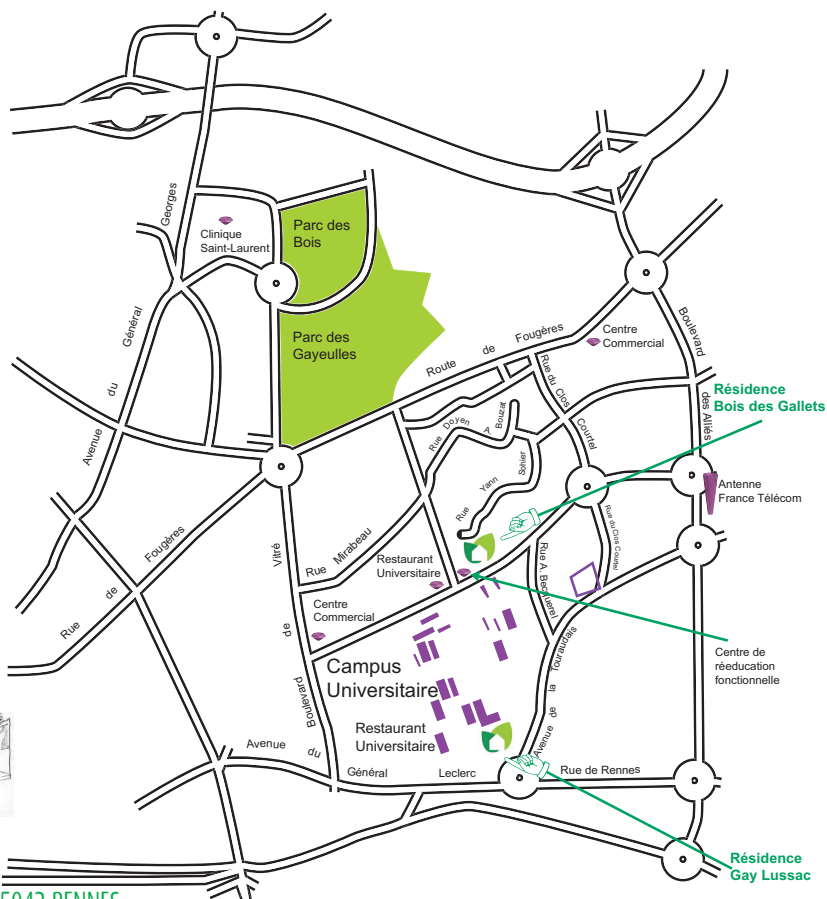 Georges
Clinique
Saint-Laurent
Parc des
Bois
Parc des
Gayeulles
Général
du
Avenue
Route de Fougères
Centre
Commercial
Boulevard
des Alliés
Résidence
Bois des Gallets
Rue du Clos
Courtel
Rue Doyen A. Bouzat
Rue Yann Sohier
Antenne
France Télécom
Rue du Clos Courtel
Rue de Fougères
Vitré
de
Boulevard
Rue Mirabeau
Restaurant
Universitaire
Rue A. Becquerel
Centre
Commercial
Centre de
réeducation
fonctionnelle
Campus
Universitaire
Restaurant
Universitaire
Avenue de la Touraudais
Avenue du Général Leclerc
Rue de Rennes
Résidence
Gay Lussac
5042 RENNES